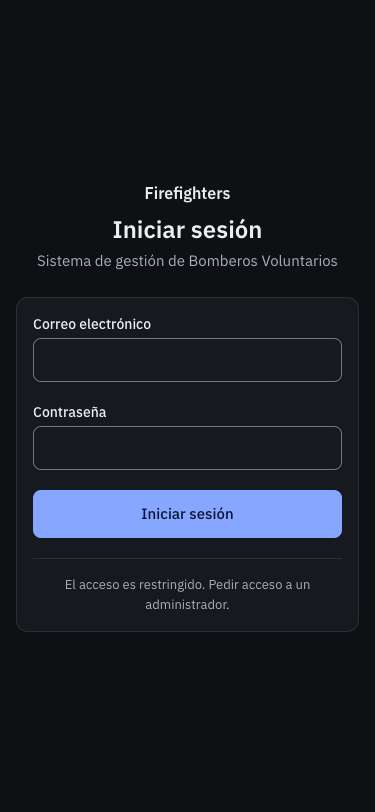 Firefighters
Iniciar sesión
Sistema de gestión de Bomberos Voluntarios
Correo electrónico
Contraseña
Iniciar sesión
El acceso es restringido. Pedir acceso a un
administrador.